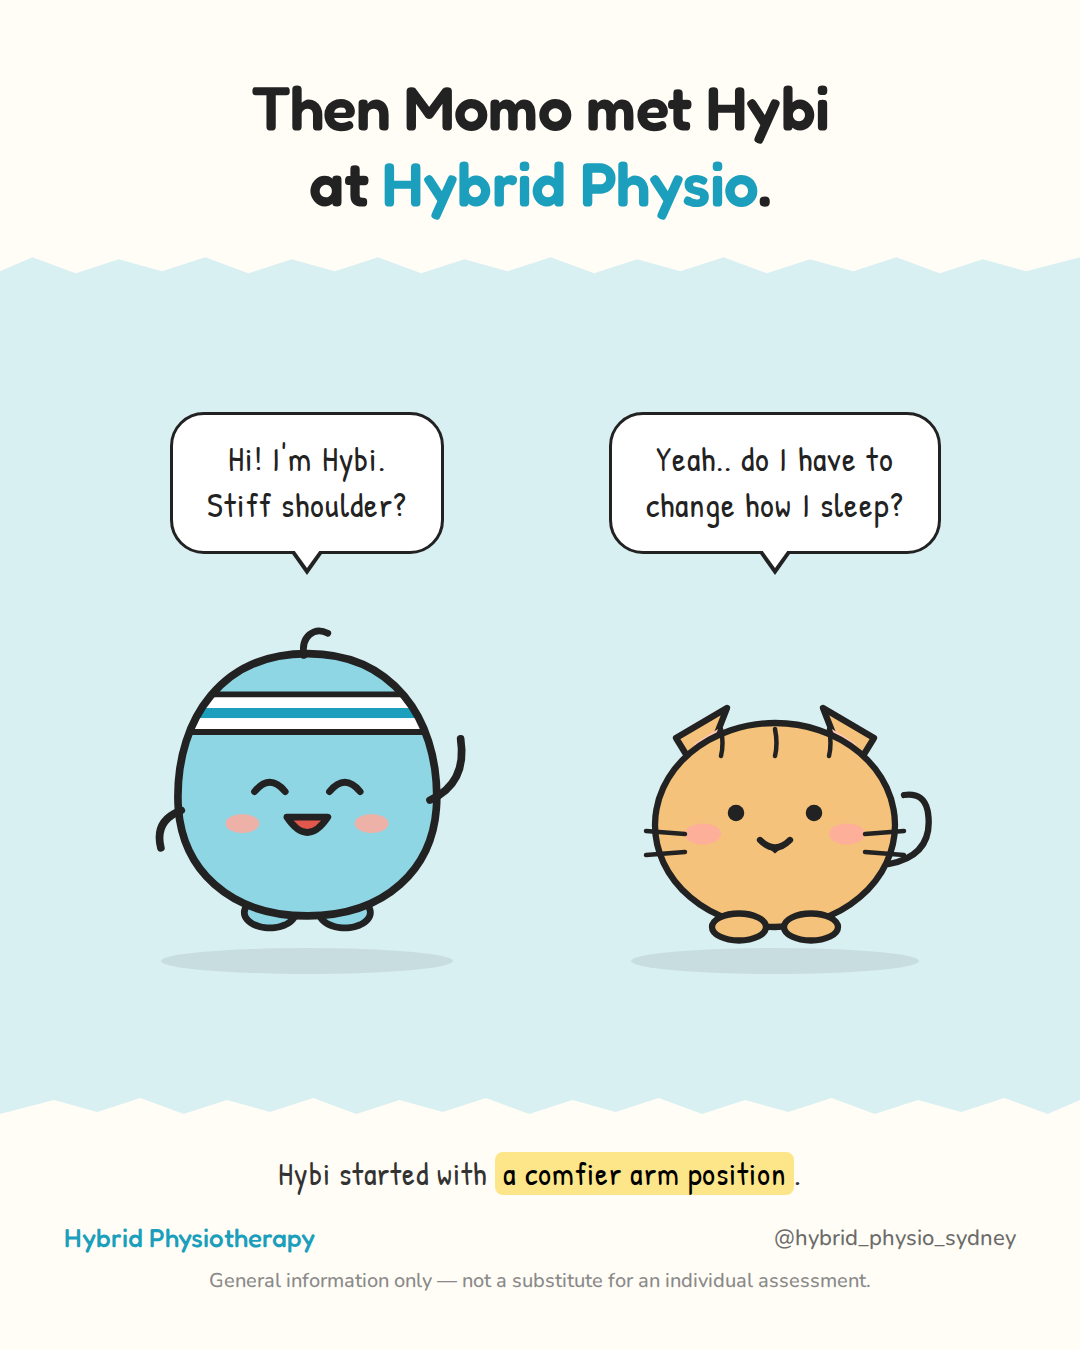 Then Momo met Hybi
at Hybrid Physio.
Hi! I'm Hybi.
Stiff shoulder?
Yeah.. do I have to
change how I sleep?
Hybi started with a comfier arm position.
Hybrid Physiotherapy
@hybrid_physio_sydney
General information only — not a substitute for an individual assessment.